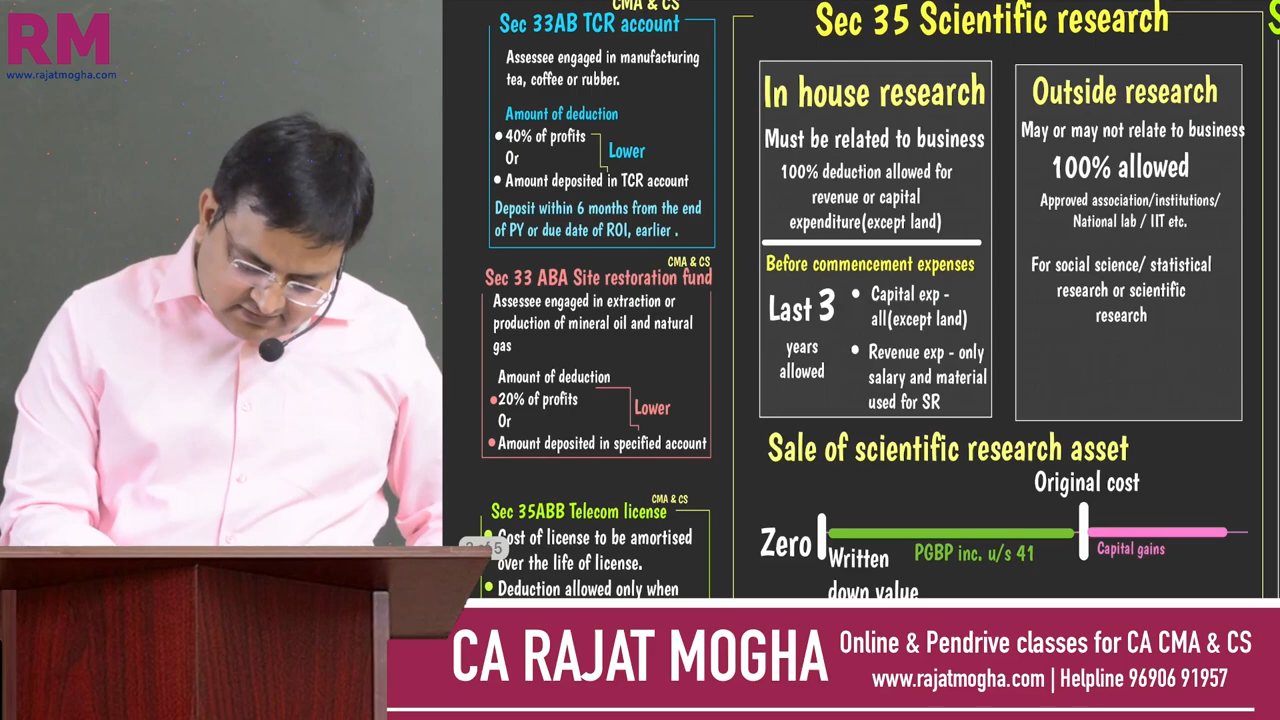 RM
www.rajatmogha.com
CMA & CS
Sec 33AB TCR account
Assessee engaged in manufacturing
tea, coffee or rubber.
Amount of deduction
40% of profits
Or
Lower
Amount deposited in TCR account
Deposit within 6 months from the end
of PY or due date of ROI, earlier .
CMA & CS
Sec 33 ABA Site restoration fund
Assessee engaged in extraction or
production of mineral oil and natural
gas
Amount of deduction
20% of profits
Or
Lower
Amount deposited in specified account
CMA & CS
Sec 35ABB Telecom license
Cost of license to be amortised
over the life of license.
Deduction allowed only when
Sec 35 Scientific research
In house research
Must be related to business
100% deduction allowed for
revenue or capital
expenditure(except land)
Before commencement expenses
Last 3
years
allowed
Capital exp -
all(except land)
Revenue exp - only
salary and material
used for SR
Outside research
May or may not relate to business
100% allowed
Approved association/institutions/
National lab / IIT etc.
For social science/ statistical
research or scientific
research
Sale of scientific research asset
Original cost
Zero
Written
down value
PGBP inc. u/s 41
Capital gains
CA RAJAT MOGHA
Online & Pendrive classes for CA CMA & CS
www.rajatmogha.com | Helpline 96906 91957